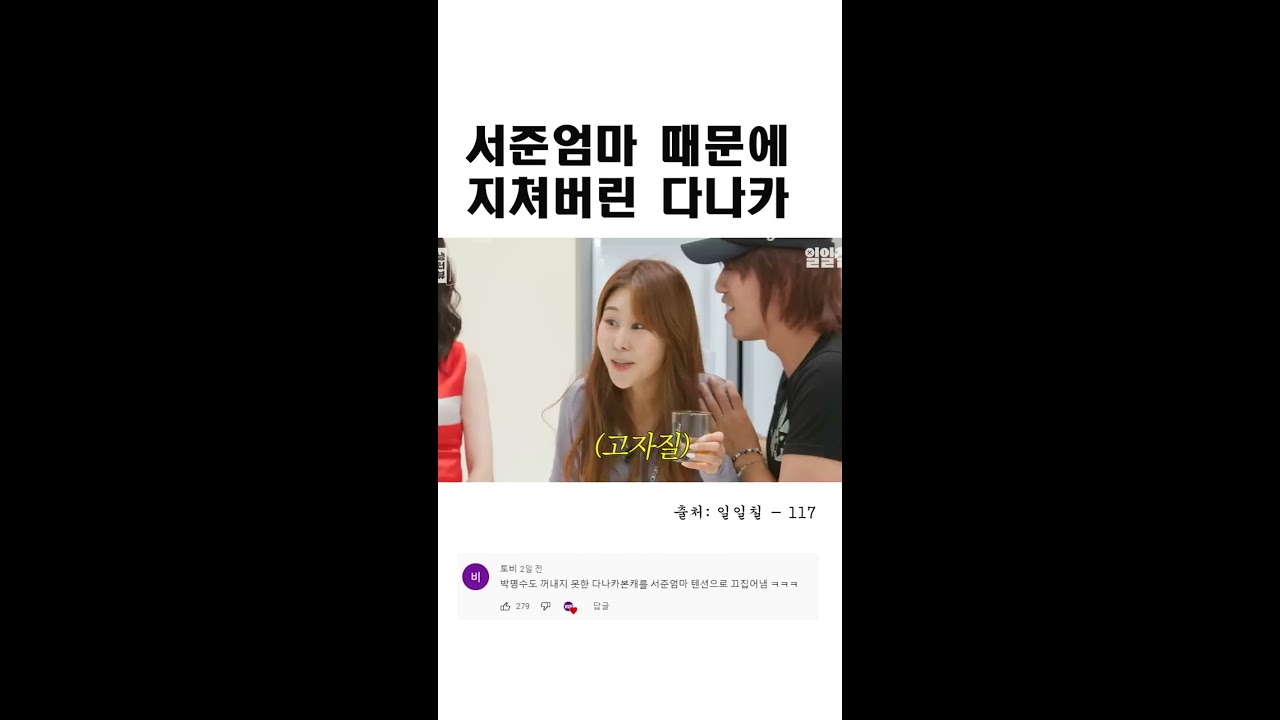 서준엄마 때문에
지쳐버린 다나카
일일
(고자질)
출처: 일일칠 - 117
비
토비 2일 전
박명수도 꺼내지 못한 다나카본캐를 서준엄마 텐션으로 끄집어냄 ㅋㅋㅋ
279
답글